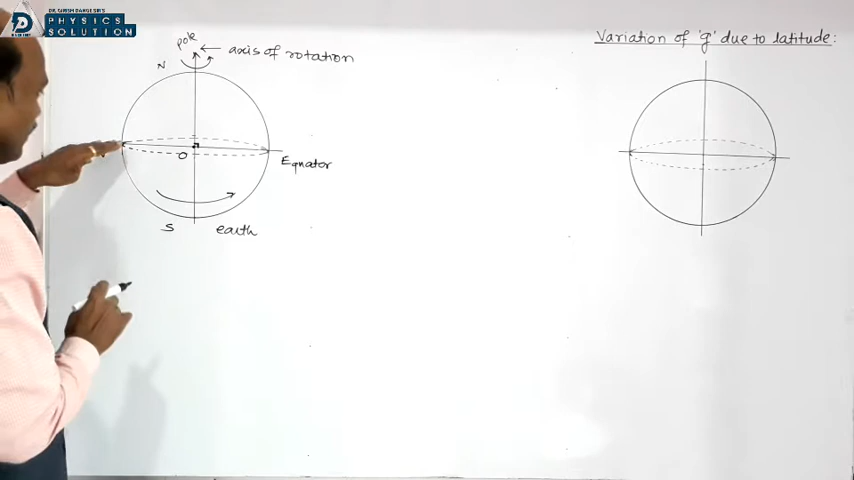 DR. GIRISH DANGE SIR'S
PHYSICS
SOLUTION
D
Variation of 'g' due to latitude:
pole
← axis of rotation
N
O
Equator
S
earth